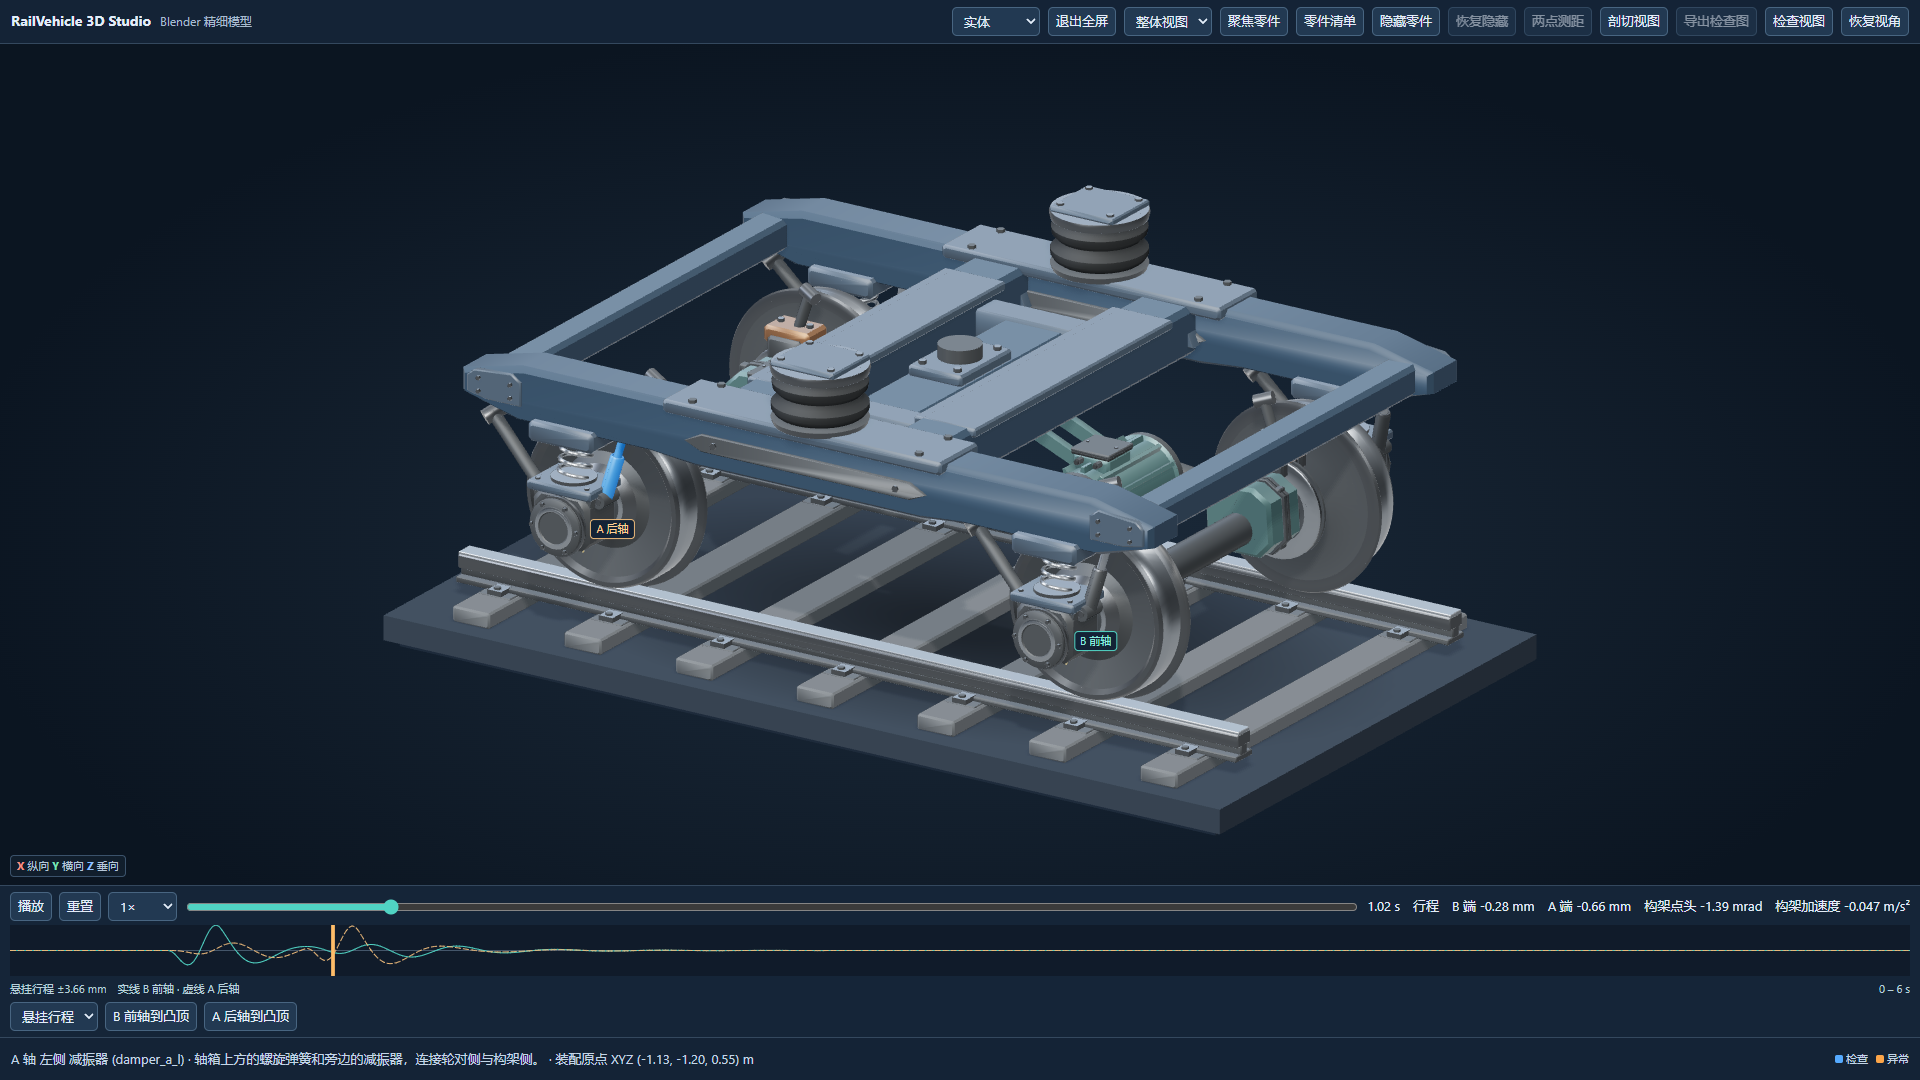 RailVehicle 3D Studio Blender 精细模型
实体 退出全屏 整体视图 聚焦零件 零件清单 隐藏零件 恢复隐藏 两点测距 剖切视图 导出检查图 检查视图 恢复视角
A 后轴
B 前轴
X 纵向 Y 横向 Z 垂向
播放 重置 1× 1.02 s 行程 B 端 -0.28 mm A 端 -0.66 mm 构架点头 -1.39 mrad 构架加速度 -0.047 m/s²
悬挂行程 ±3.66 mm 实线 B 前轴 · 虚线 A 后轴 0 – 6 s
悬挂行程 B 前轴到凸顶 A 后轴到凸顶
A 轴 左侧 减振器 (damper_a_l) · 轴箱上方的螺旋弹簧和旁边的减振器，连接轮对侧与构架侧。 · 装配原点 XYZ (-1.13, -1.20, 0.55) m 检查 异常